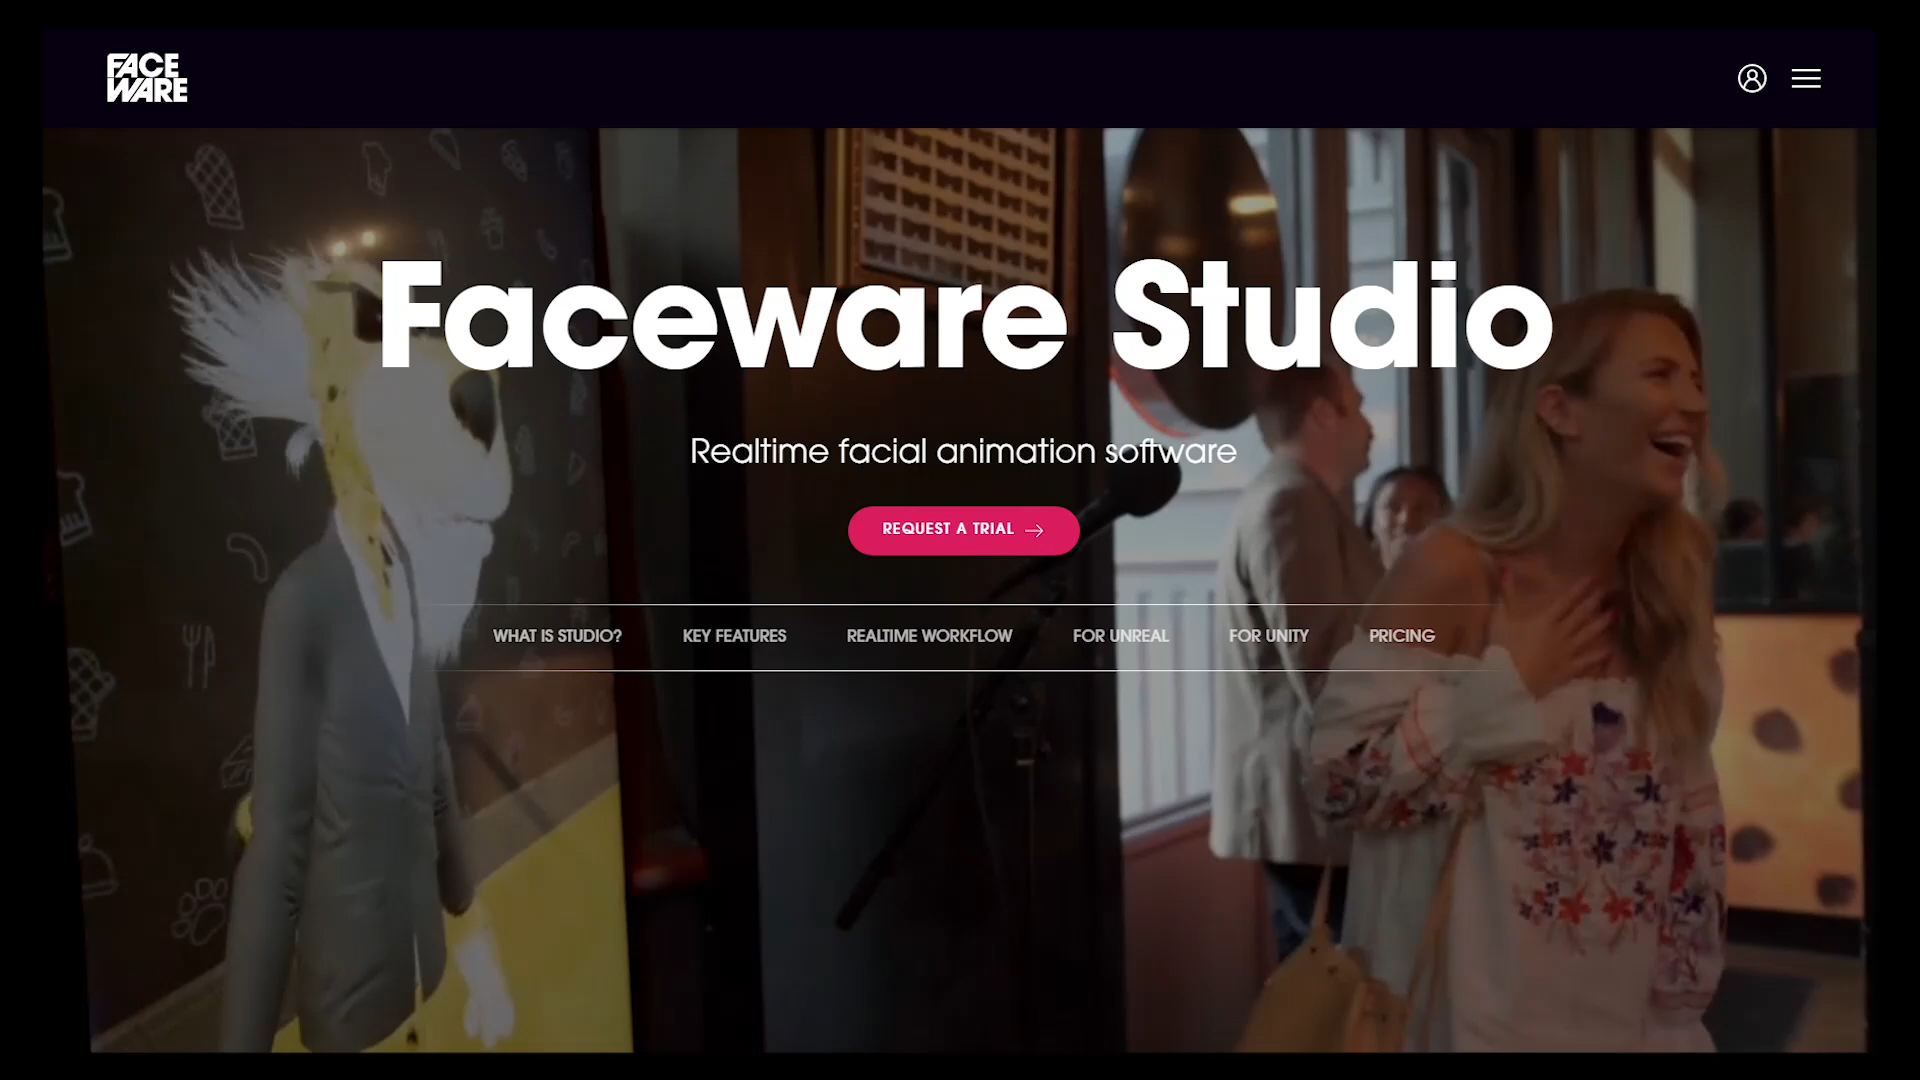 FACE
WARE
Faceware Studio
Realtime facial animation software
REQUEST A TRIAL
WHAT IS STUDIO? KEY FEATURES REALTIME WORKFLOW FOR UNREAL FOR UNITY PRICING